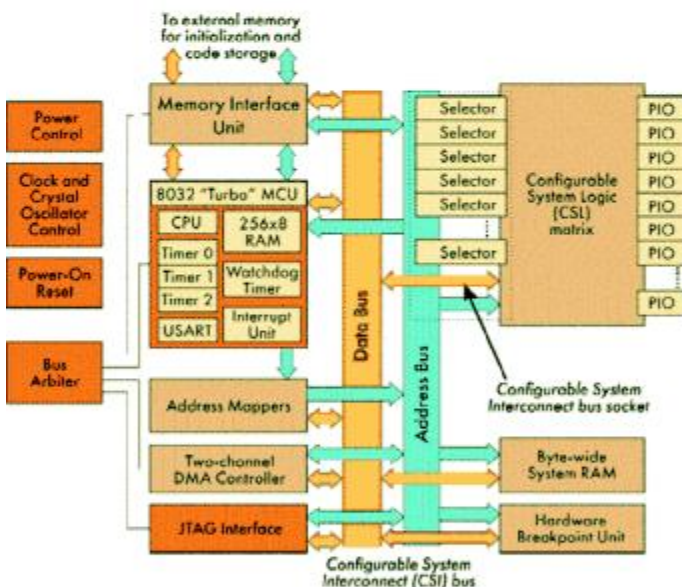 To external memory
for initialization and
code storage
Power
Control
Clock and
Crystal
Oscillator
Control
Power-On
Reset
Bus
Arbiter
Memory Interface
Unit
8032 "Turbo" MCU
CPU
Timer 0
Timer 1
Timer 2
USART
256x8
RAM
Watchdog
Timer
Interrupt
Unit
Address Mappers
Two-channel
DMA Controller
JTAG Interface
Data Bus
Address Bus
Configurable System
Interconnect (CSI) bus
Selector
Selector
Selector
Selector
Selector
Selector
Configurable
System Logic
(CSL)
matrix
PIO
PIO
PIO
PIO
PIO
PIO
PIO
PIO
Configurable System
Interconnect bus socket
Byte-wide
System RAM
Hardware
Breakpoint Unit